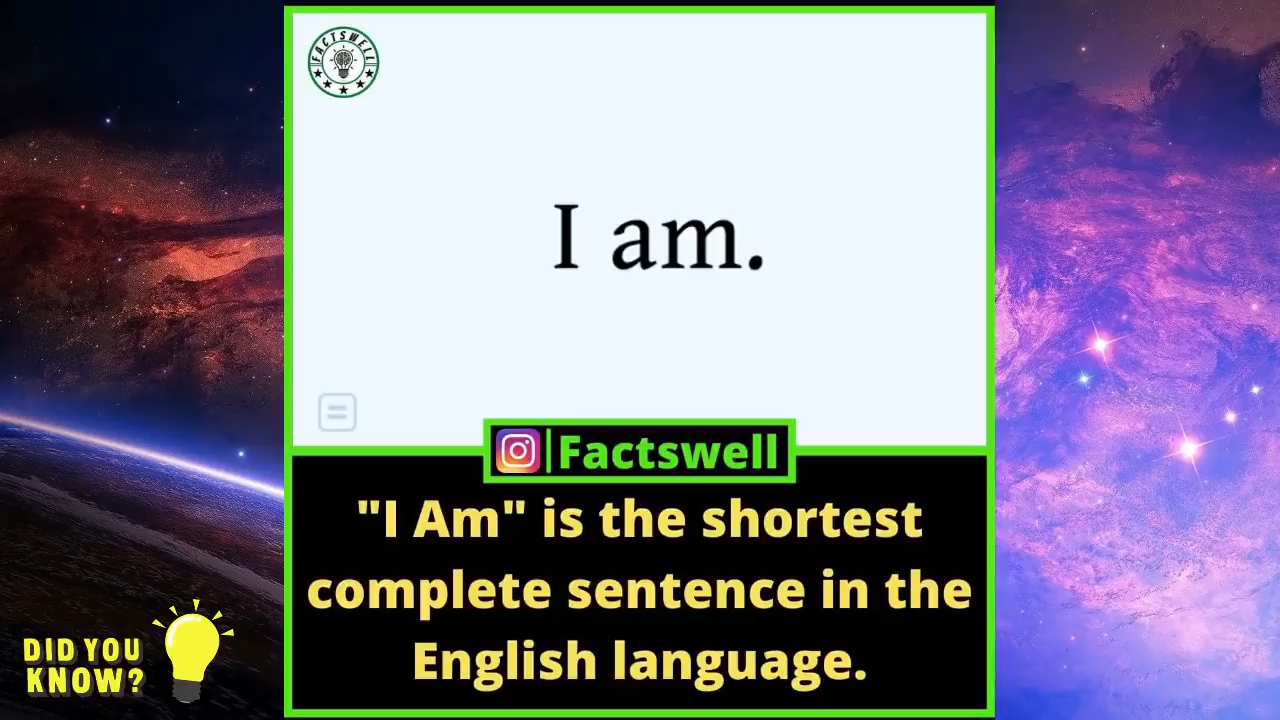 FACTSWELL
I am.
Factswell
"I Am" is the shortest
complete sentence in the
English language.
DID YOU
KNOW?